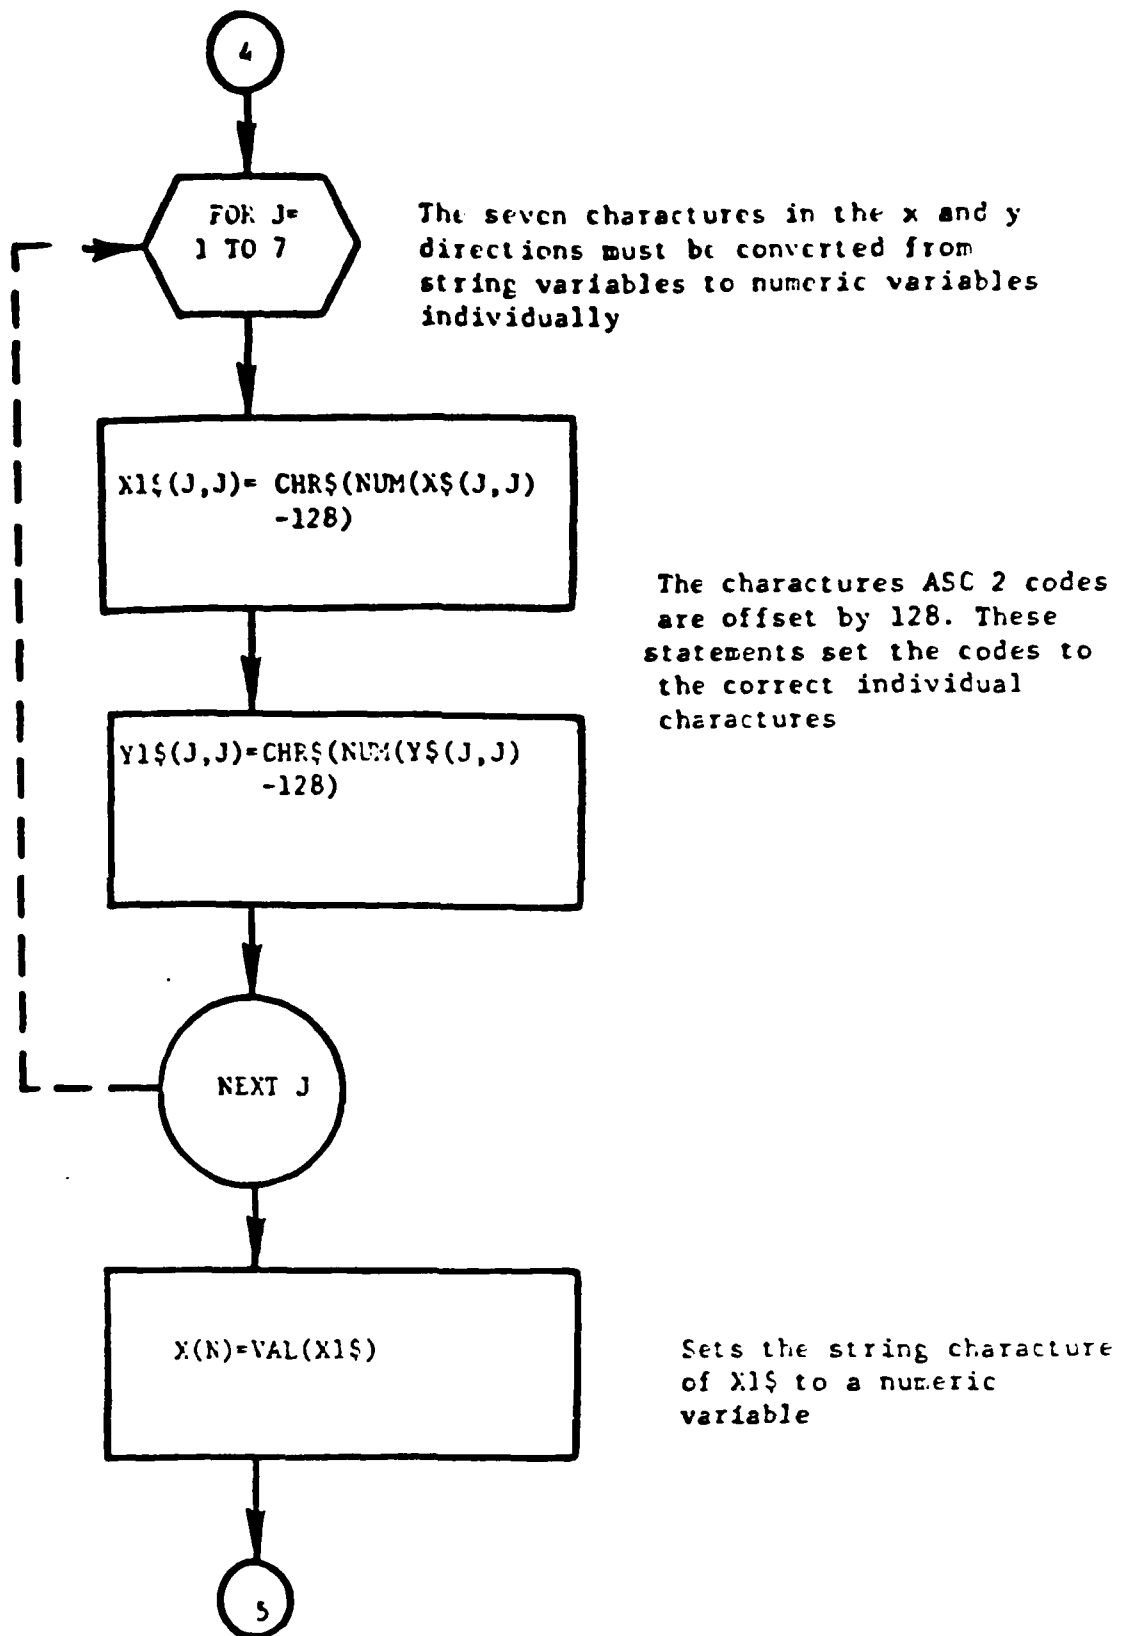 4
FOR J=
1 TO 7
The seven charactures in the x and y
directions must be converted from
string variables to numeric variables
individually
X1$(J,J)= CHR$(NUM(X$(J,J)
-128)
The charactures ASC 2 codes
are offset by 128. These
statements set the codes to
the correct individual
charactures
Y1$(J,J)=CHR$(NUM(Y$(J,J)
-128)
NEXT J
X(N)=VAL(X1$)
Sets the string characture
of X1$ to a numeric
variable
5